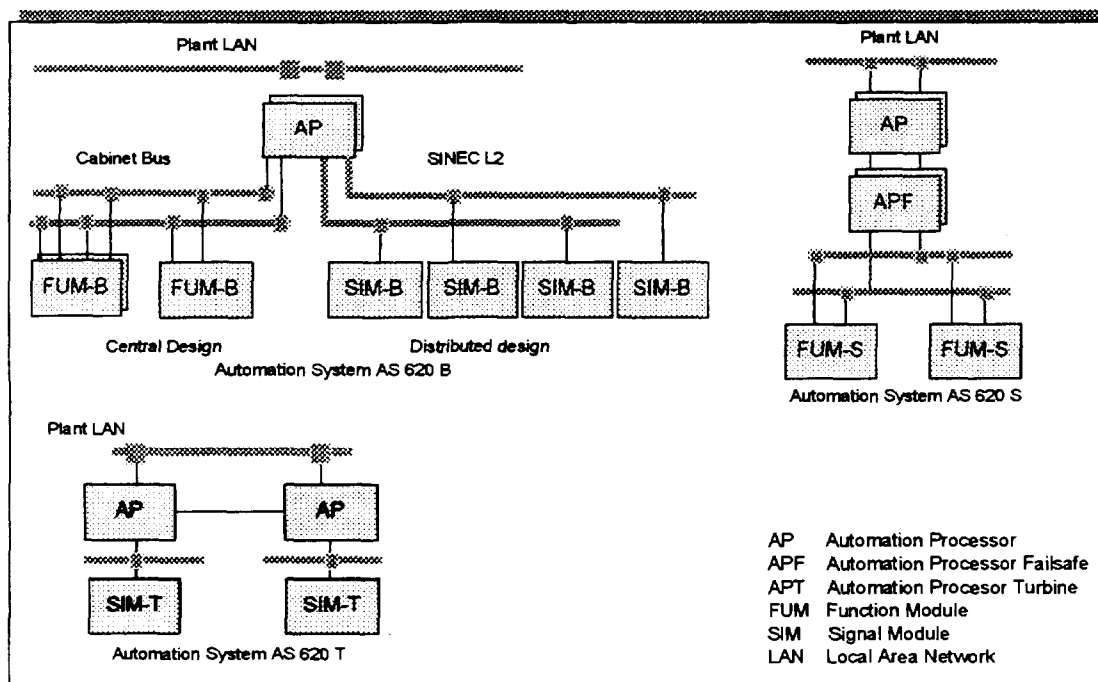 Plant LAN
AP
Cabinet Bus
SINEC L2
FUM-B
FUM-B
SIM-B
SIM-B
SIM-B
SIM-B
Central Design
Distributed design
Automation System AS 620 B
Plant LAN
AP
APF
FUM-S
FUM-S
Automation System AS 620 S
Plant LAN
AP
AP
SIM-T
SIM-T
Automation System AS 620 T
AP Automation Processor
APF Automation Processor Failsafe
APT Automation Procesor Turbine
FUM Function Module
SIM Signal Module
LAN Local Area Network